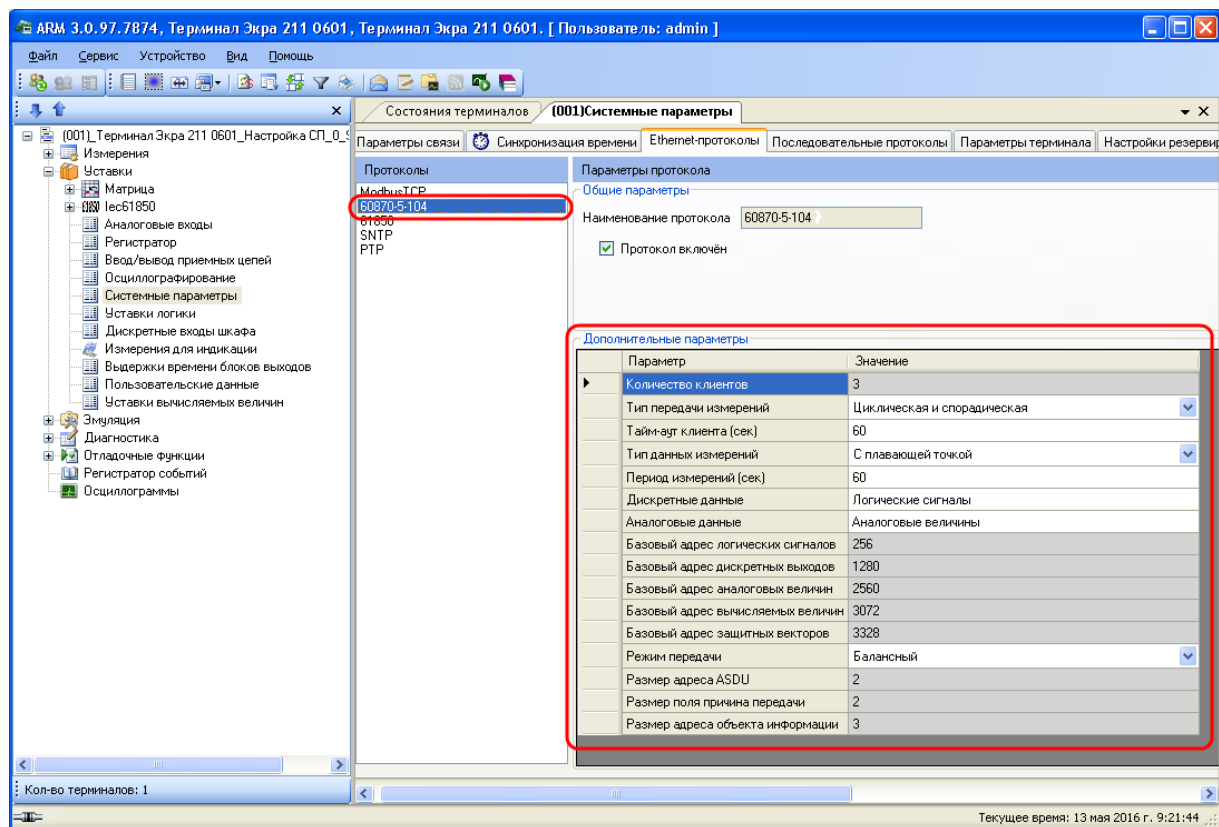 ARM 3.0.97.7874, Терминал Экра 211 0601, Терминал Экра 211 0601. [ Пользователь: admin ]
Файл Сервис Устройство Вид Помощь
Состояния терминалов (001)Системные параметры
(001)_Терминал Экра 211 0601_Настройка СП_0_
Измерения
Уставки
Матрица
Iec61850
Аналоговые входы
Регистратор
Ввод/вывод приемных цепей
Осциллографирование
Системные параметры
Уставки логики
Дискретные входы шкафа
Измерения для индикации
Выдержки времени блоков выходов
Пользовательские данные
Уставки вычисляемых величин
Эмуляция
Диагностика
Отладочные функции
Регистратор событий
Осциллограммы
Кол-во терминалов: 1
Параметры связи Синхронизация времени Ethernet-протоколы Последовательные протоколы Параметры терминала Настройки резервир
Протоколы
ModbusTCP
60870-5-104
61850
SNTP
PTP
Параметры протокола
Общие параметры
Наименование протокола 60870-5-104
Протокол включён
Дополнительные параметры
Параметр Значение
Количество клиентов 3
Тип передачи измерений Циклическая и спорадическая
Тайм-аут клиента (сек) 60
Тип данных измерений С плавающей точкой
Период измерений (сек) 60
Дискретные данные Логические сигналы
Аналоговые данные Аналоговые величины
Базовый адрес логических сигналов 256
Базовый адрес дискретных выходов 1280
Базовый адрес аналоговых величин 2560
Базовый адрес вычисляемых величин 3072
Базовый адрес защитных векторов 3328
Режим передачи Балансный
Размер адреса ASDU 2
Размер поля причина передачи 2
Размер адреса объекта информации 3
Текущее время: 13 мая 2016 г. 9:21:44